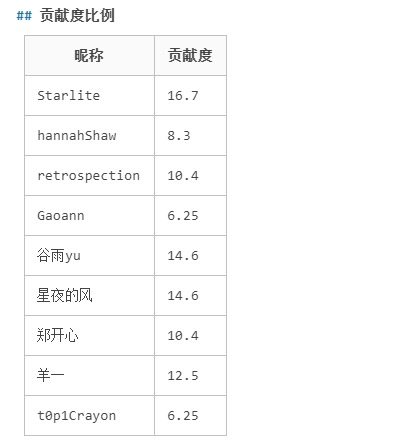 ## 贡献度比例
昵称 贡献度
Starlite 16.7
hannahShaw 8.3
retrospection 10.4
Gaoann 6.25
谷雨yu 14.6
星夜的风 14.6
郑开心 10.4
羊一 12.5
t0p1Crayon 6.25